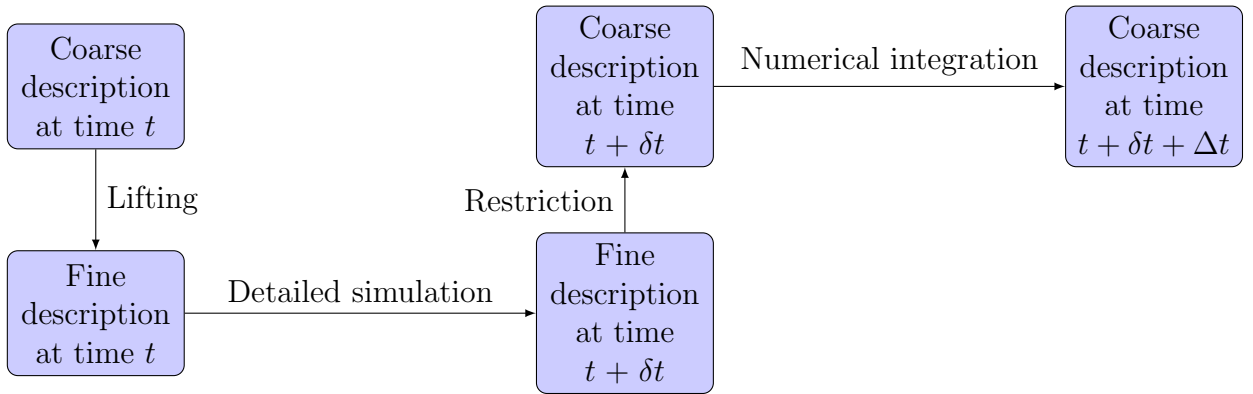 Coarse
description
at time t
Lifting
Fine
description
at time t
Detailed simulation
Fine
description
at time
t + δt
Restriction
Coarse
description
at time
t + δt
Numerical integration
Coarse
description
at time
t + δt + Δt